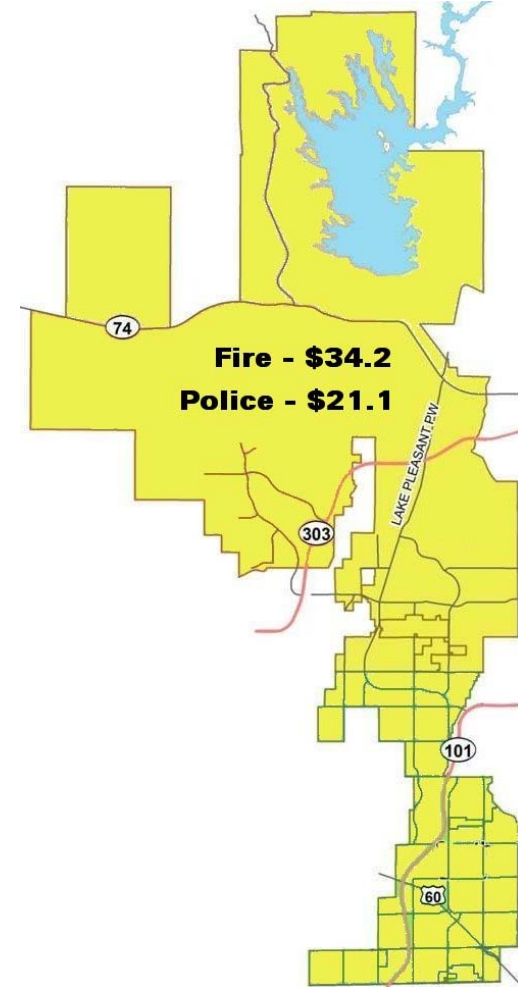 74
Fire - $34.2
Police - $21.1
LAKE PLEASANT PW
303
101
60